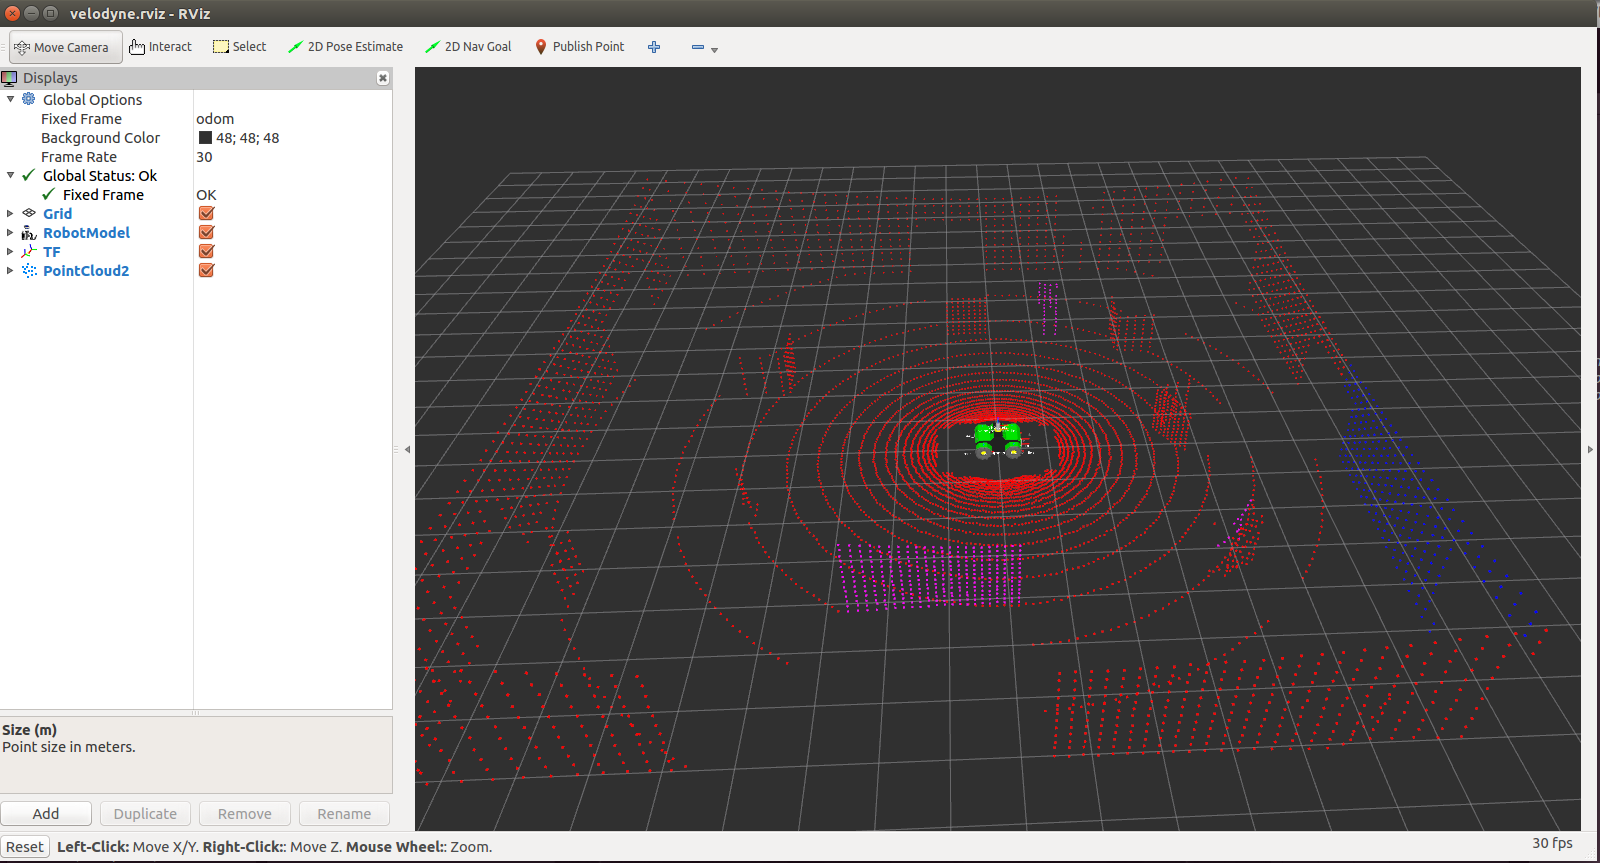 velodyne.rviz - RViz
Move Camera Interact Select 2D Pose Estimate 2D Nav Goal Publish Point
Displays
Global Options
Fixed Frame odom
Background Color 48; 48; 48
Frame Rate 30
Global Status: Ok
Fixed Frame OK
Grid
RobotModel
TF
PointCloud2
Size (m)
Point size in meters.
Add Duplicate Remove Rename
Reset Left-Click: Move X/Y. Right-Click:: Move Z. Mouse Wheel:: Zoom. 30 fps